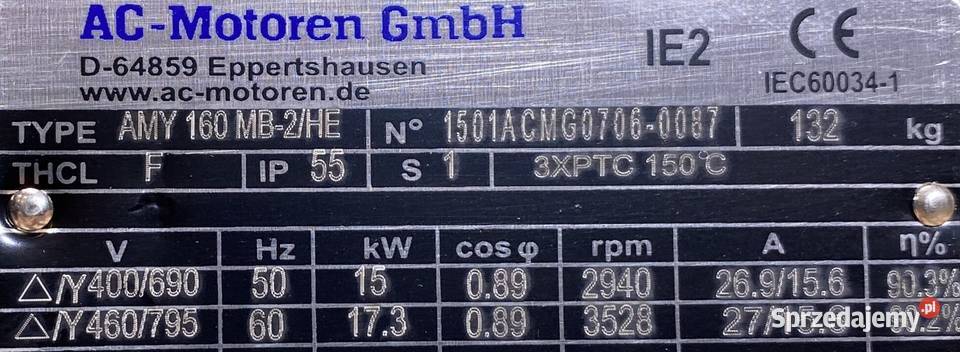 AC-Motoren GmbH
D-64859 Eppertshausen
www.ac-motoren.de
IE2
CE
IEC60034-1
TYPE AMY 160 MB-2/HE N° 1501ACMG0706-0087 132 kg
THCL F IP 55 S 1 3XPTC 150℃
V Hz kW cos φ rpm A η%
△/Y 400/690 50 15 0.89 2940 26.9/15.6 90.3%
△/Y 460/795 60 17.3 0.89 3528 27/
Sprzedajemy.pl